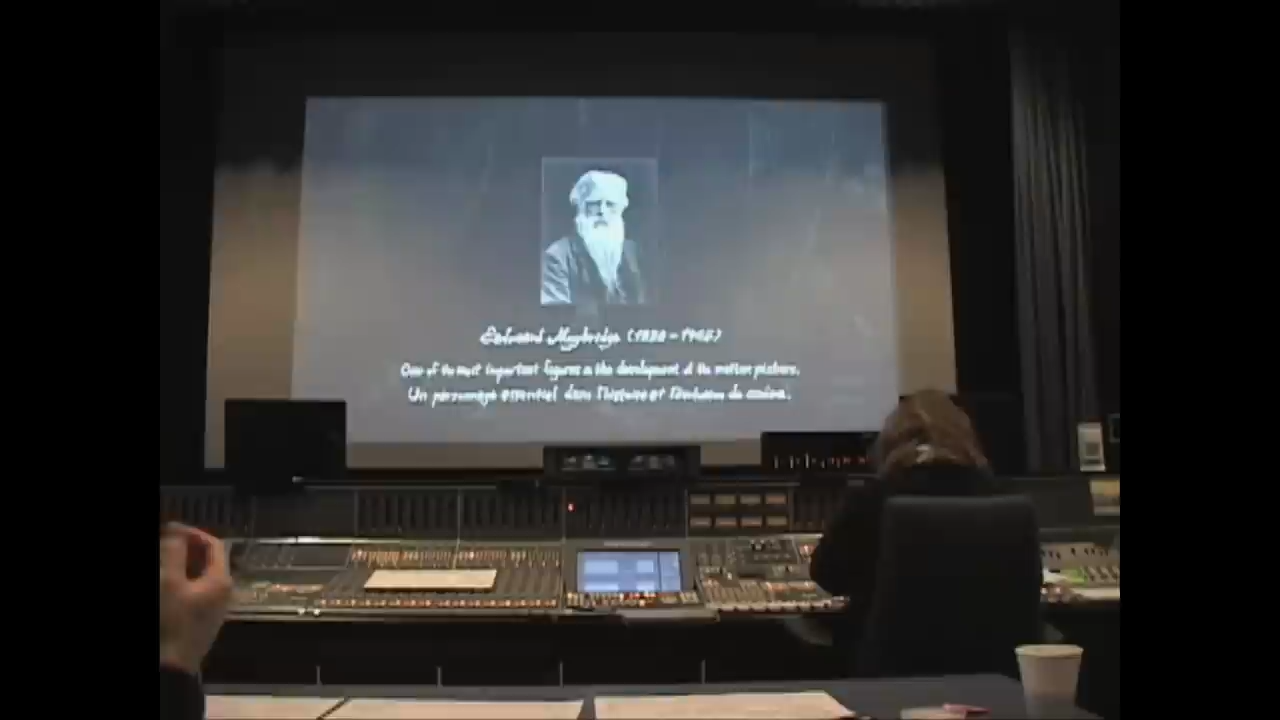 Eadweard Muybridge (1830-1904)
One of the most important figures in the development of the motion picture.
Un personnage essentiel dans l'histoire et l'évolution du cinéma.